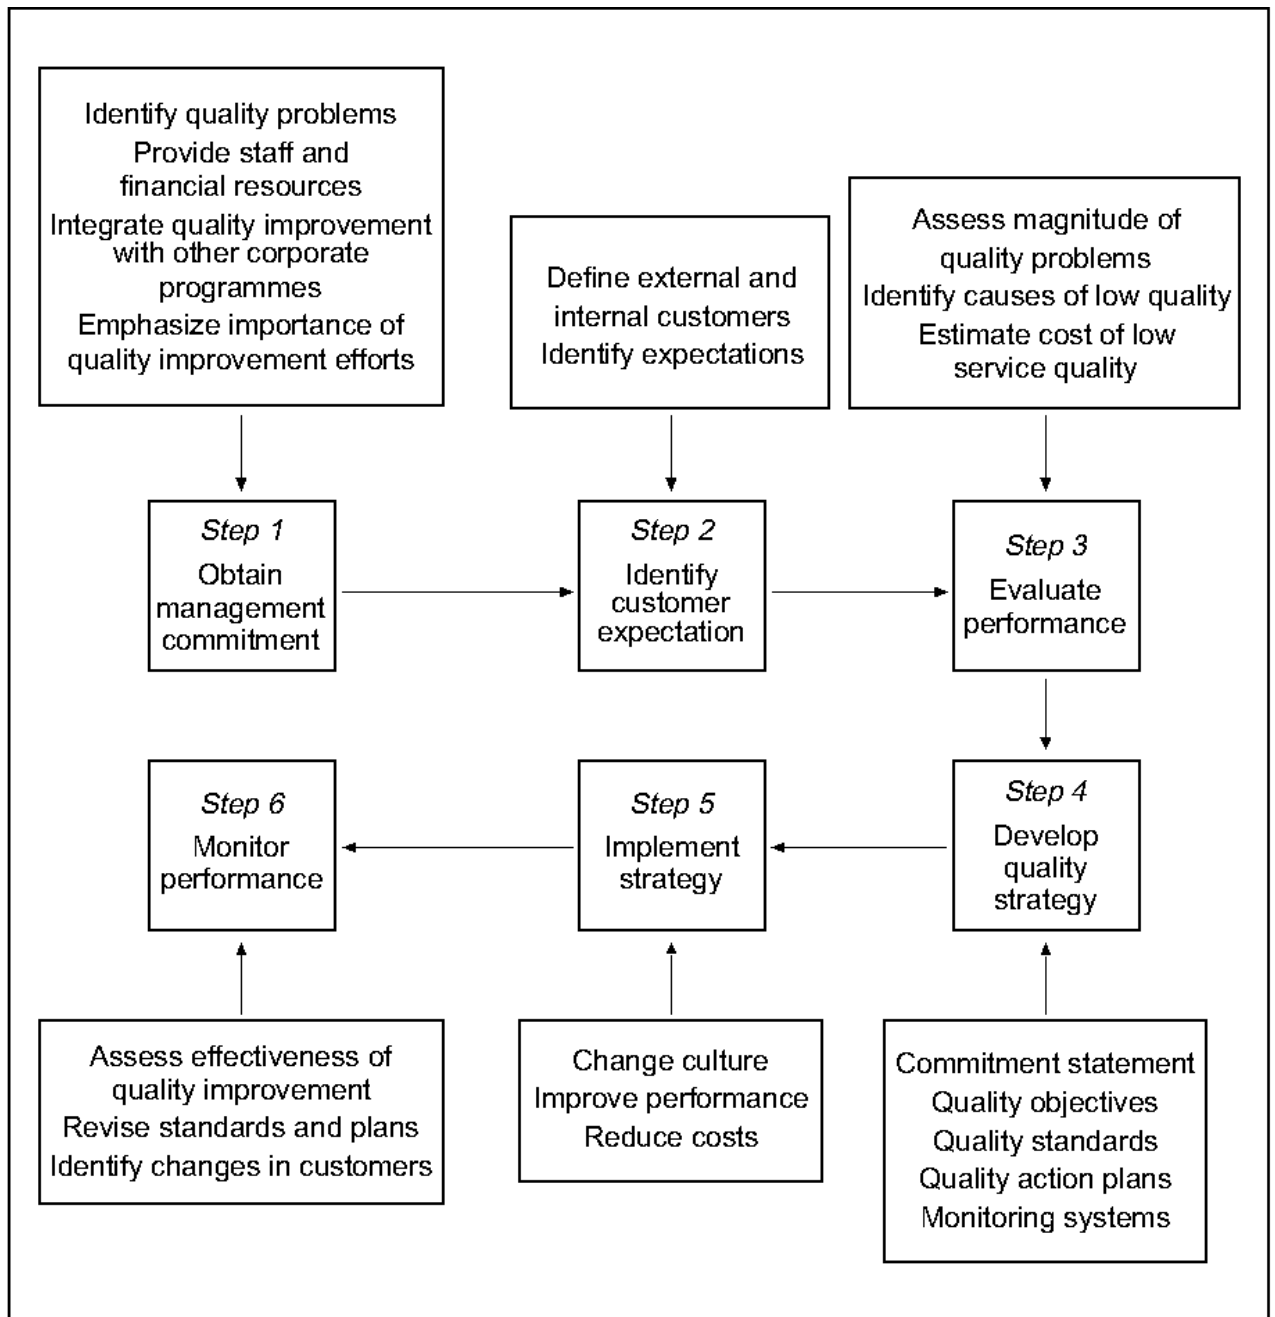 Identify quality problems
Provide staff and
financial resources
Integrate quality improvement
with other corporate
programmes
Emphasize importance of
quality improvement efforts
Define external and
internal customers
Identify expectations
Assess magnitude of
quality problems
Identify causes of low quality
Estimate cost of low
service quality
Step 1
Obtain
management
commitment
Step 2
Identify
customer
expectation
Step 3
Evaluate
performance
Step 4
Develop
quality
strategy
Step 5
Implement
strategy
Step 6
Monitor
performance
Assess effectiveness of
quality improvement
Revise standards and plans
Identify changes in customers
Change culture
Improve performance
Reduce costs
Commitment statement
Quality objectives
Quality standards
Quality action plans
Monitoring systems